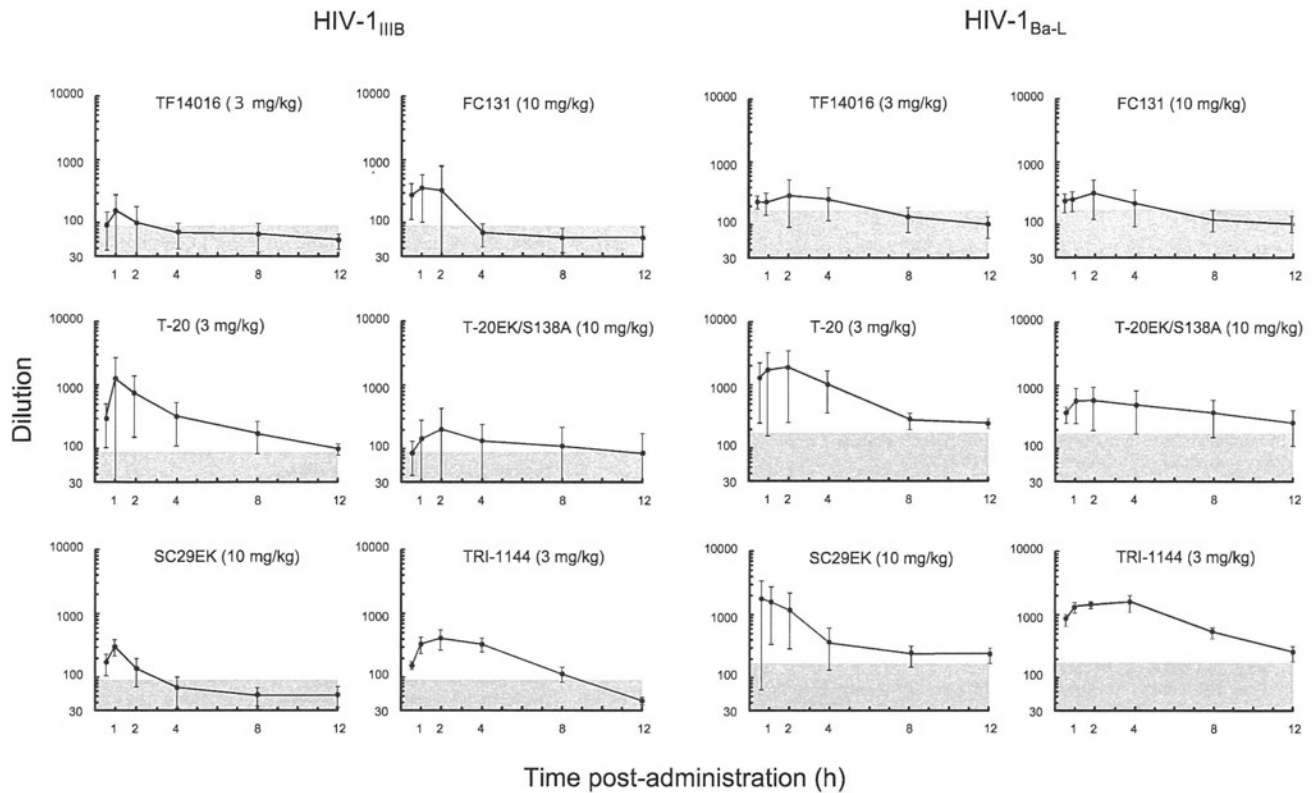 HIV-1IIIB
HIV-1Ba-L
TF14016 (3 mg/kg)
10000
1000
100
30
1 2 4 8 12
FC131 (10 mg/kg)
10000
1000
100
30
1 2 4 8 12
TF14016 (3 mg/kg)
10000
1000
100
30
1 2 4 8 12
FC131 (10 mg/kg)
10000
1000
100
30
1 2 4 8 12
Dilution
T-20 (3 mg/kg)
10000
1000
100
30
1 2 4 8 12
T-20EK/S138A (10 mg/kg)
10000
1000
100
30
1 2 4 8 12
T-20 (3 mg/kg)
10000
1000
100
30
1 2 4 8 12
T-20EK/S138A (10 mg/kg)
10000
1000
100
30
1 2 4 8 12
SC29EK (10 mg/kg)
10000
1000
100
30
1 2 4 8 12
TRI-1144 (3 mg/kg)
10000
1000
100
30
1 2 4 8 12
SC29EK (10 mg/kg)
10000
1000
100
30
1 2 4 8 12
TRI-1144 (3 mg/kg)
10000
1000
100
30
1 2 4 8 12
Time post-administration (h)